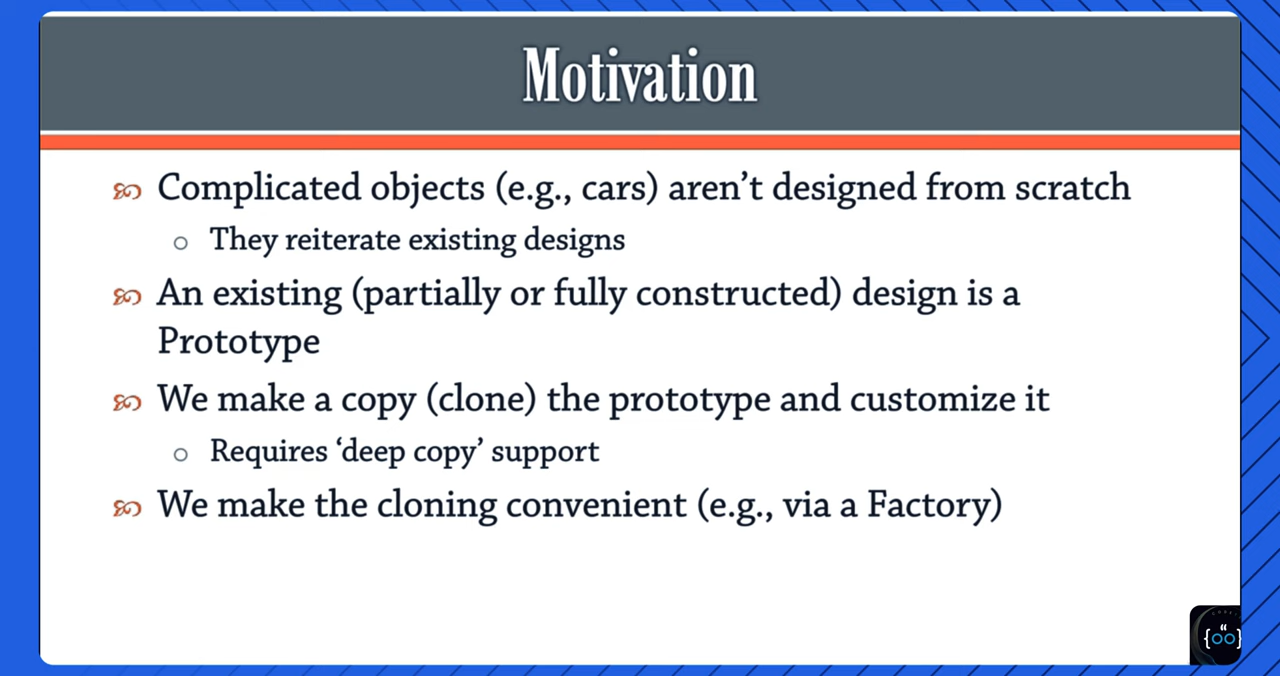 Motivation
Complicated objects (e.g., cars) aren’t designed from scratch
They reiterate existing designs
An existing (partially or fully constructed) design is a
Prototype
We make a copy (clone) the prototype and customize it
Requires ‘deep copy’ support
We make the cloning convenient (e.g., via a Factory)